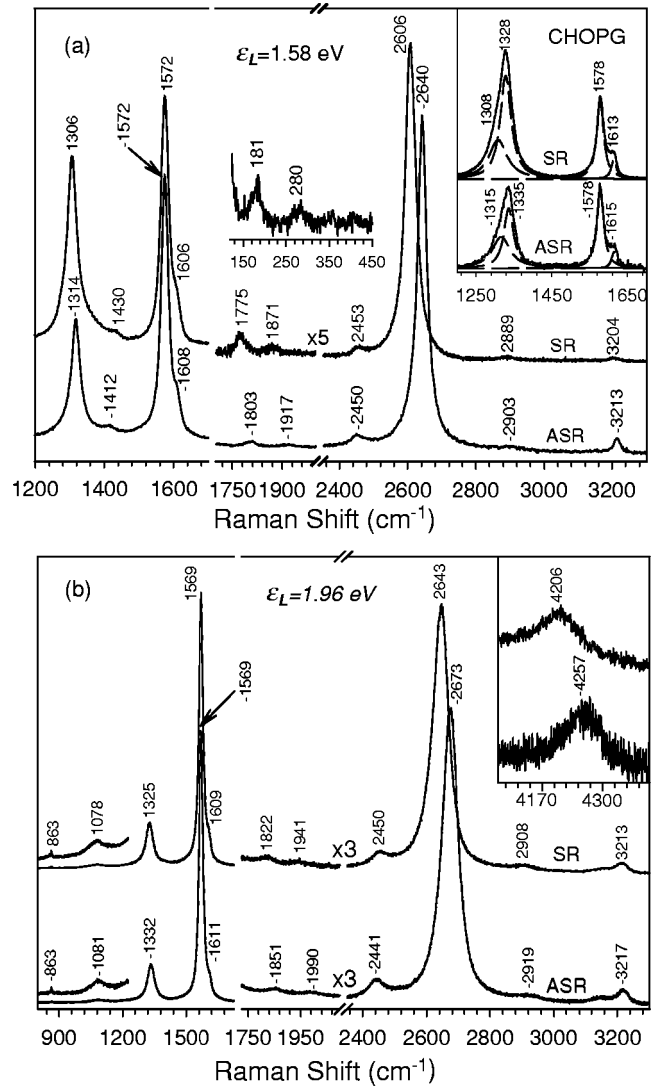 (a)
εL=1.58 eV
2606
-2640
1572
-1572
1306
-1314
1430
-1412
1606
-1608
181
280
150 250 350 450
1775
1871
x5
-1803
-1917
2453
-2450
2889
-2903
3204
-3213
SR
ASR
CHOPG
1308
1328
1578
1613
SR
-1315
-1335
-1578
-1615
ASR
1200 1450 1700
1200 1400 1600 1750 1900 2400 2600 2800 3000 3200
Raman Shift (cm-1)
(b)
εL=1.96 eV
1569
-1569
2643
-2673
4206
-4257
4170 4300
863
1078
1325
1609
1822
1941
x3
2450
2908
3213
SR
-863
-1081
-1332
-1611
-1851
-1990
x3
-2441
-2919
-3217
ASR
900 1100 1300 1500 1750 1950 2400 2600 2800 3000 3200
Raman Shift (cm-1)